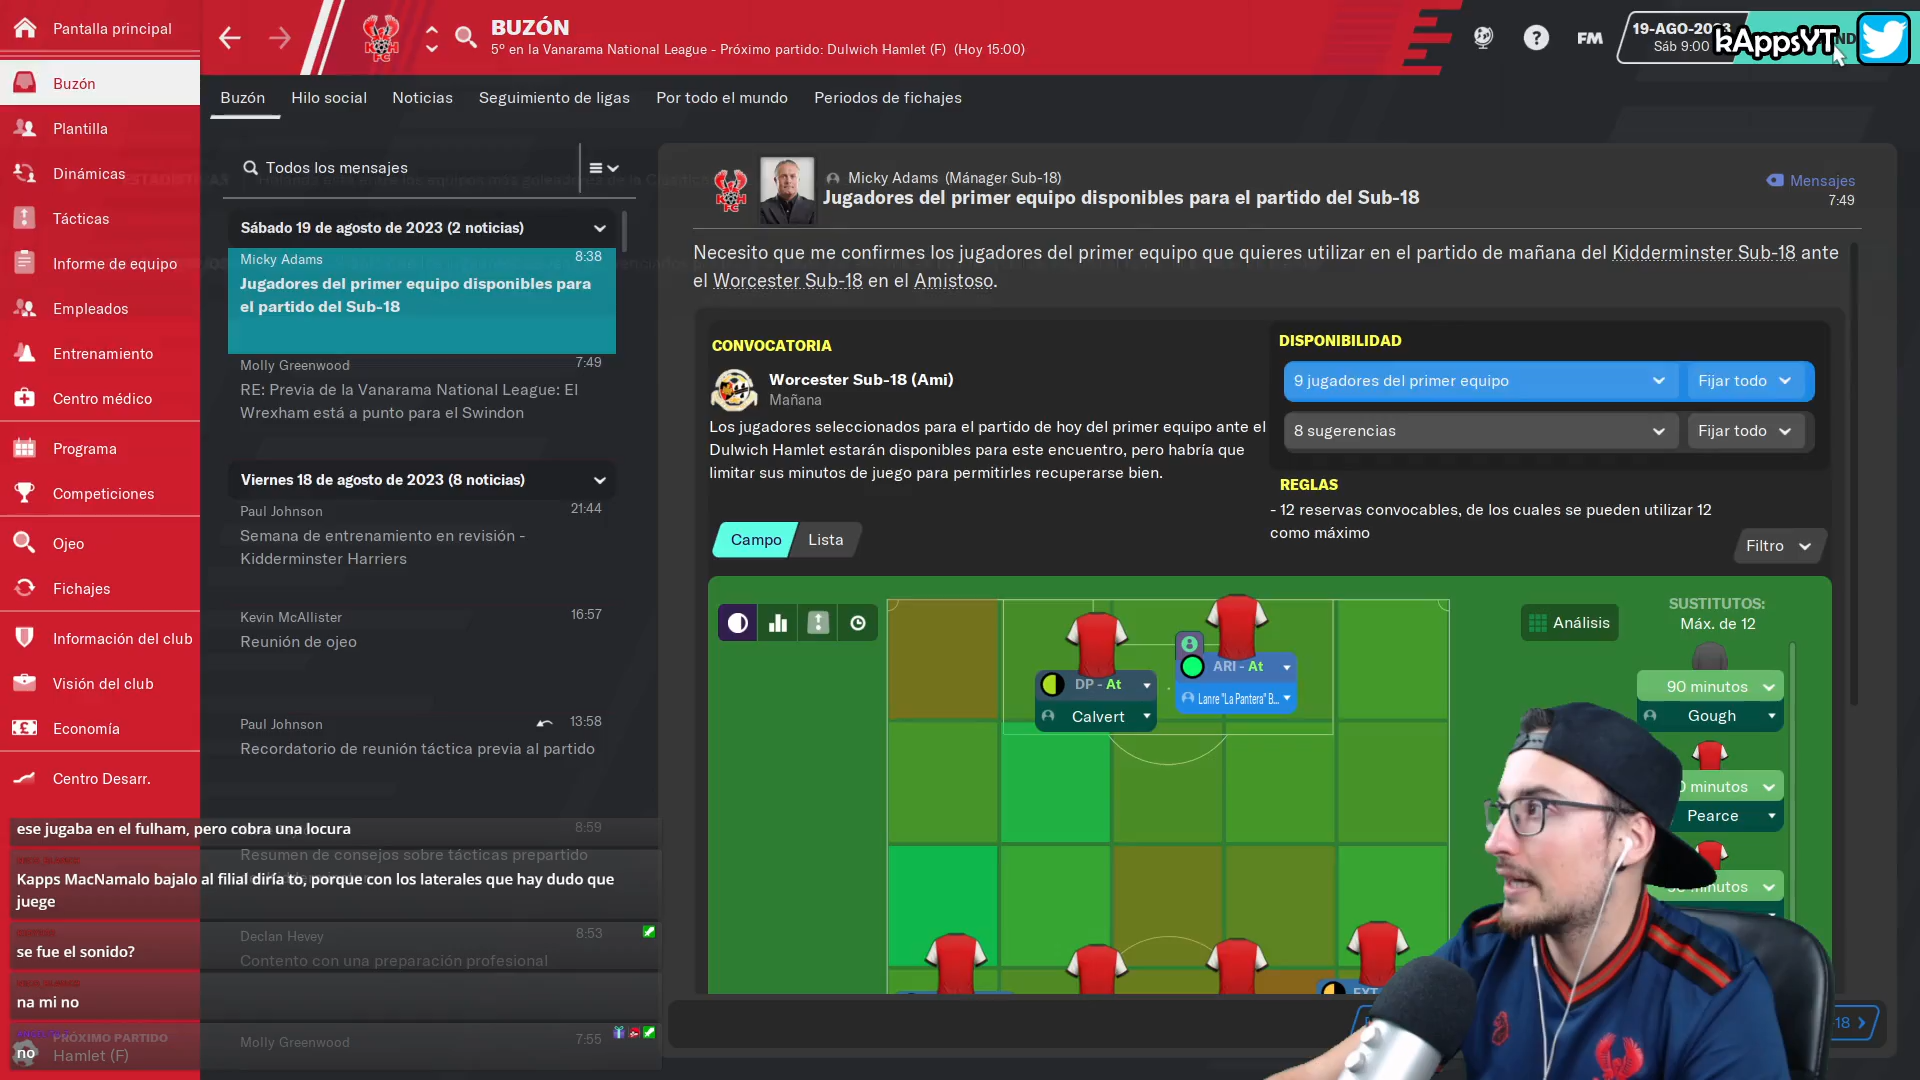 Pantalla principal
Buzón
Plantilla
Dinámicas
Tácticas
Informe de equipo
Empleados
Entrenamiento
Centro médico
Programa
Competiciones
Ojeo
Fichajes
Información del club
Visión del club
Economía
Centro Desarr.
BUZÓN
5º en la Vanarama National League - Próximo partido: Dulwich Hamlet (F) (Hoy 15:00)
FM
19-AGO-2023
Sáb 9:00
kAppsYT
Buzón Hilo social Noticias Seguimiento de ligas Por todo el mundo Periodos de fichajes
Todos los mensajes
Sábado 19 de agosto de 2023 (2 noticias)
Micky Adams 8:38
Jugadores del primer equipo disponibles para
el partido del Sub-18
Molly Greenwood 7:49
RE: Previa de la Vanarama National League: El
Wrexham está a punto para el Swindon
Viernes 18 de agosto de 2023 (8 noticias)
Paul Johnson 21:44
Semana de entrenamiento en revisión -
Kidderminster Harriers
Kevin McAllister 16:57
Reunión de ojeo
Paul Johnson 13:58
Recordatorio de reunión táctica previa al partido
8:59
Resumen de consejos sobre tácticas prepartido
Declan Hevey 8:53
Contento con una preparación profesional
Molly Greenwood 7:55
ese jugaba en el fulham, pero cobra una locura
Kapps MacNamalo bajalo al filial diría to, porque con los laterales que hay dudo que
juege
se fue el sonido?
na mi no
no
PRÓXIMO PARTIDO
Hamlet (F)
Micky Adams (Mánager Sub-18)
Jugadores del primer equipo disponibles para el partido del Sub-18
Mensajes
7:49
Necesito que me confirmes los jugadores del primer equipo que quieres utilizar en el partido de mañana del Kidderminster Sub-18 ante
el Worcester Sub-18 en el Amistoso.
CONVOCATORIA
Worcester Sub-18 (Ami)
Mañana
Los jugadores seleccionados para el partido de hoy del primer equipo ante el
Dulwich Hamlet estarán disponibles para este encuentro, pero habría que
limitar sus minutos de juego para permitirles recuperarse bien.
DISPONIBILIDAD
9 jugadores del primer equipo Fijar todo
8 sugerencias Fijar todo
REGLAS
- 12 reservas convocables, de los cuales se pueden utilizar 12
como máximo
Campo Lista
Filtro
Análisis
SUSTITUTOS:
Máx. de 12
DP - At
Calvert
ARI - At
Lanre "La Pantera" B...
90 minutos
Gough
minutos
Pearce
minutos
EXT
18